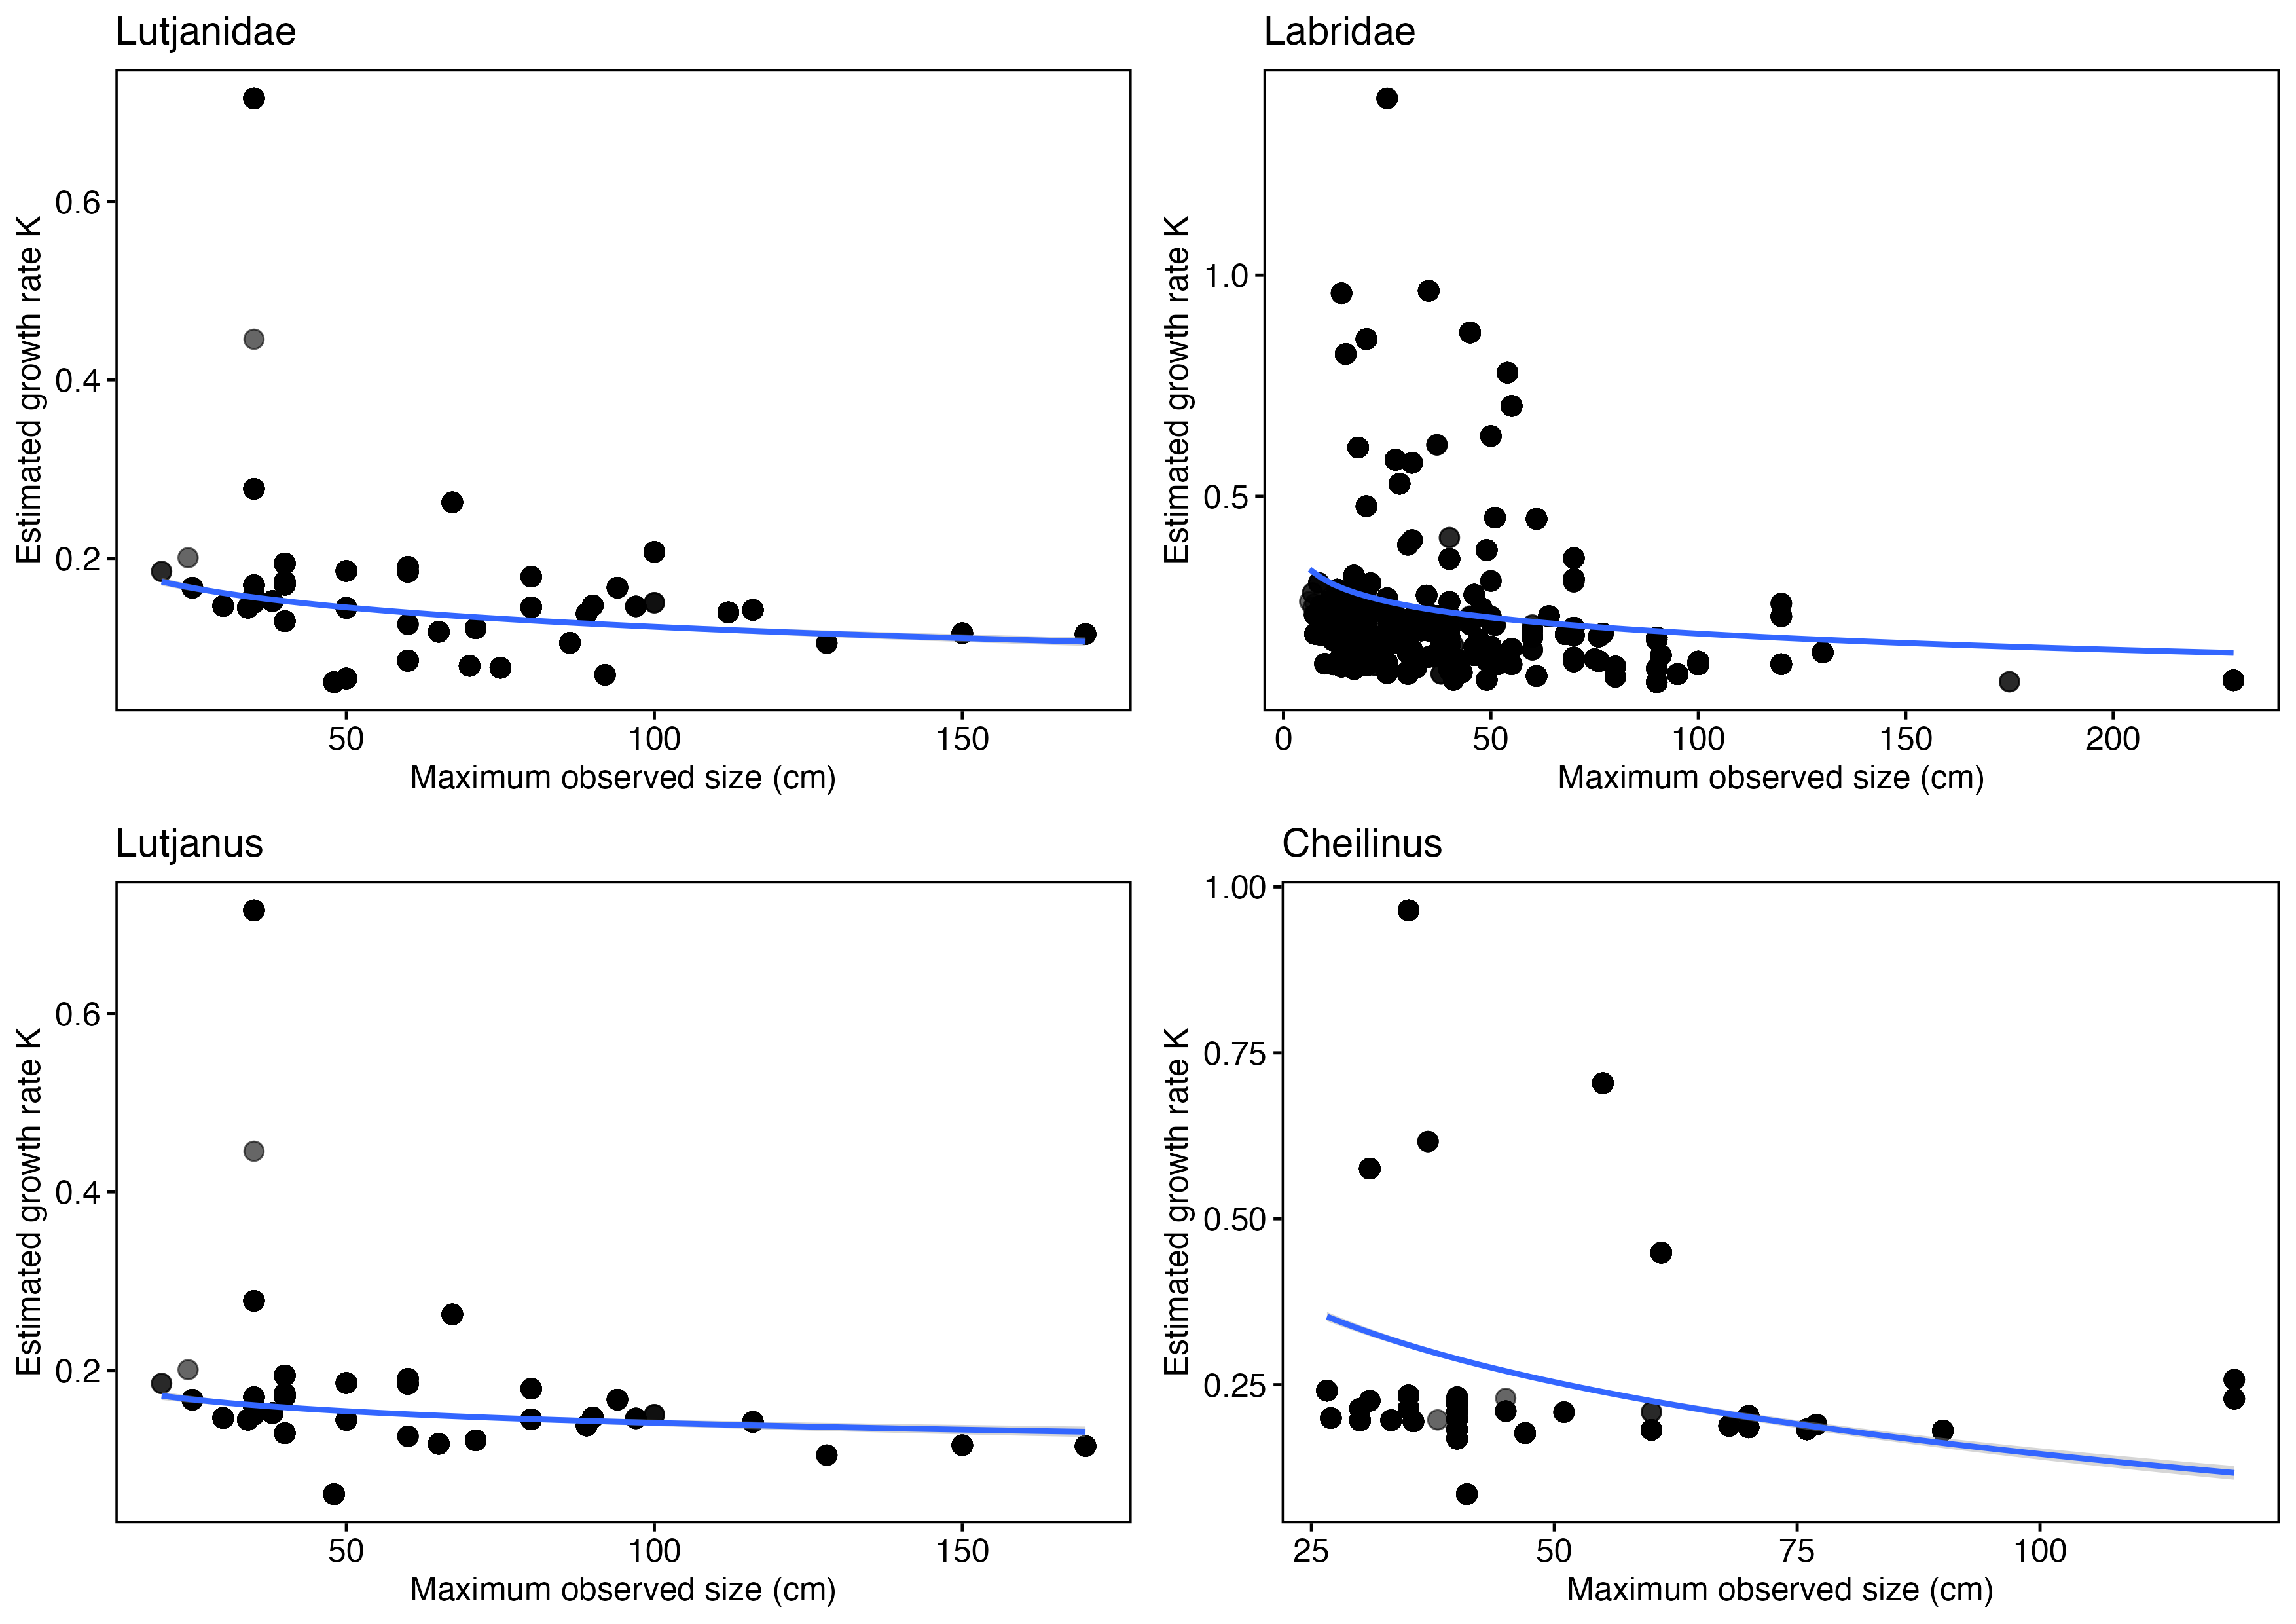 Lutjanidae
Estimated growth rate K
0.6
0.4
0.2
50 100 150
Maximum observed size (cm)
Labridae
Estimated growth rate K
1.0
0.5
0 50 100 150 200
Maximum observed size (cm)
Lutjanus
Estimated growth rate K
0.6
0.4
0.2
50 100 150
Maximum observed size (cm)
Cheilinus
Estimated growth rate K
1.00
0.75
0.50
0.25
25 50 75 100
Maximum observed size (cm)